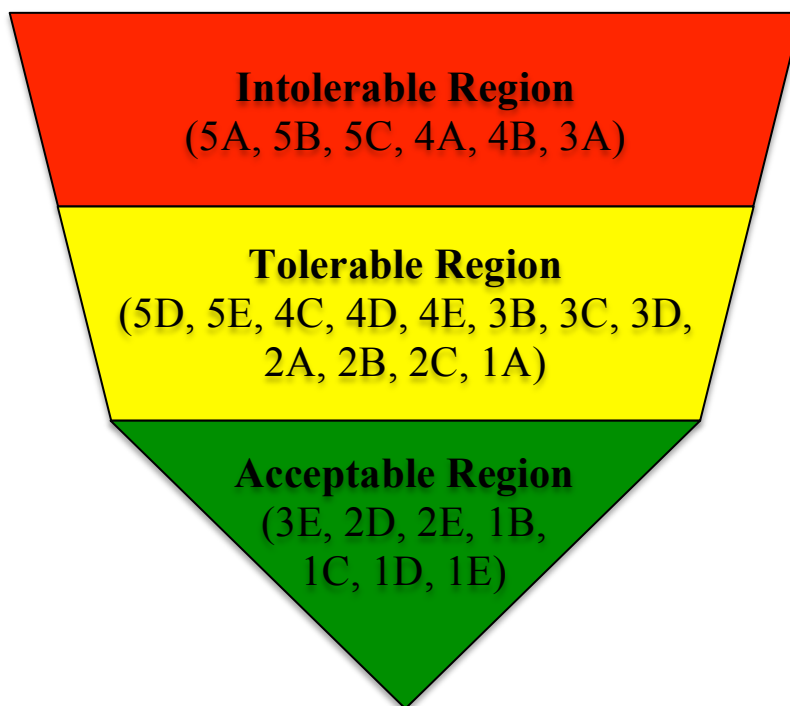 Intolerable Region
(5A, 5B, 5C, 4A, 4B, 3A)
Tolerable Region
(5D, 5E, 4C, 4D, 4E, 3B, 3C, 3D,
2A, 2B, 2C, 1A)
Acceptable Region
(3E, 2D, 2E, 1B,
1C, 1D, 1E)